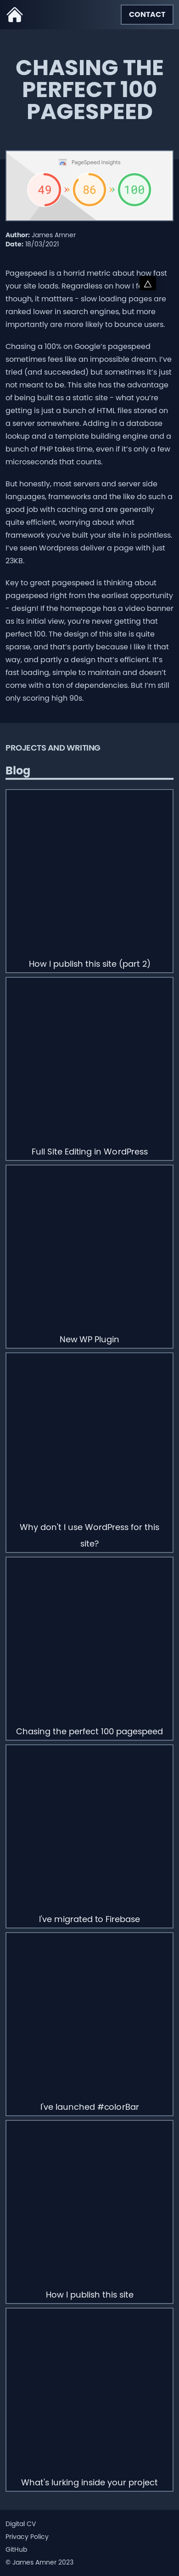 CONTACT
CHASING THE
PERFECT 100
PAGESPEED
PageSpeed Insights
49 » 86 » 100
Author: James Amner
Date: 18/03/2021
Pagespeed is a horrid metric about how fast
your site loads. Regardless on how I
though, it matters - slow loading pages are
ranked lower in search engines, but more
importantly are more likely to bounce users.
Chasing a 100% on Google's pagespeed
sometimes feels like an impossible dream. I've
tried (and succeeded) but sometimes it's just
not meant to be. This site has the advantage
of being built as a static site - what you're
getting is just a bunch of HTML files stored on
a server somewhere. Adding in a database
lookup and a template building engine and a
bunch of PHP takes time, even if it's only a few
microseconds that counts.
But honestly, most servers and server side
languages, frameworks and the like do such a
good job with caching and are generally
quite efficient, worrying about what
framework you've built your site in is pointless.
I've seen Wordpress deliver a page with just
23KB.
Key to great pagespeed is thinking about
pagespeed right from the earliest opportunity
- design! If the homepage has a video banner
as its initial view, you're never getting that
perfect 100. The design of this site is quite
sparse, and that's partly because I like it that
way, and partly a design that's efficient. It's
fast loading, simple to maintain and doesn't
come with a ton of dependencies. But I'm still
only scoring high 90s.
PROJECTS AND WRITING
Blog
How I publish this site (part 2)
Full Site Editing in WordPress
New WP Plugin
Why don't I use WordPress for this
site?
Chasing the perfect 100 pagespeed
I've migrated to Firebase
I've launched #colorBar
How I publish this site
What's lurking inside your project
Digital CV
Privacy Policy
GitHub
© James Amner 2023